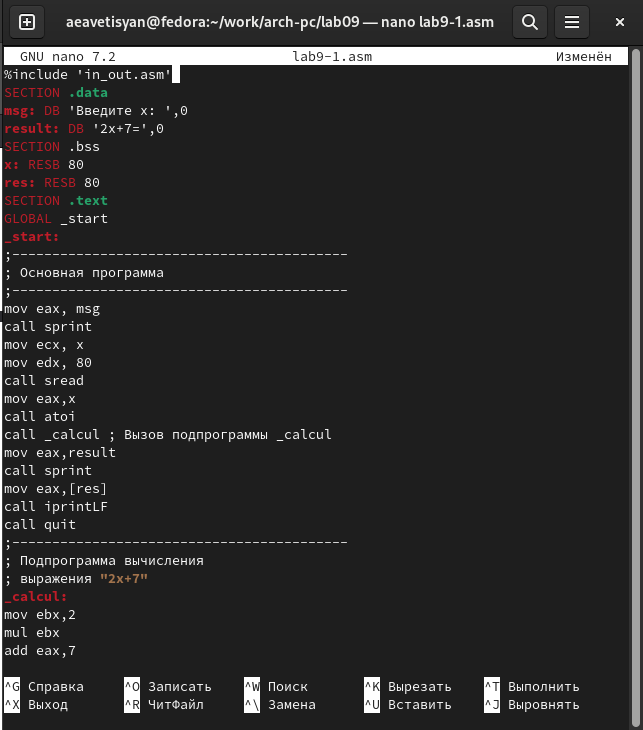 aeavetisyan@fedora:~/work/arch-pc/lab09 — nano lab9-1.asm
GNU nano 7.2 lab9-1.asm Изменён
%include 'in_out.asm'
SECTION .data
msg: DB 'Введите x: ',0
result: DB '2x+7=',0
SECTION .bss
x: RESB 80
res: RESB 80
SECTION .text
GLOBAL _start
_start:
;------------------------------------------
; Основная программа
;------------------------------------------
mov eax, msg
call sprint
mov ecx, x
mov edx, 80
call sread
mov eax,x
call atoi
call _calcul ; Вызов подпрограммы _calcul
mov eax,result
call sprint
mov eax,[res]
call iprintLF
call quit
;------------------------------------------
; Подпрограмма вычисления
; выражения "2x+7"
_calcul:
mov ebx,2
mul ebx
add eax,7
^G Справка ^O Записать ^W Поиск ^K Вырезать ^T Выполнить
^X Выход ^R ЧитФайл ^\ Замена ^U Вставить ^J Выровнять